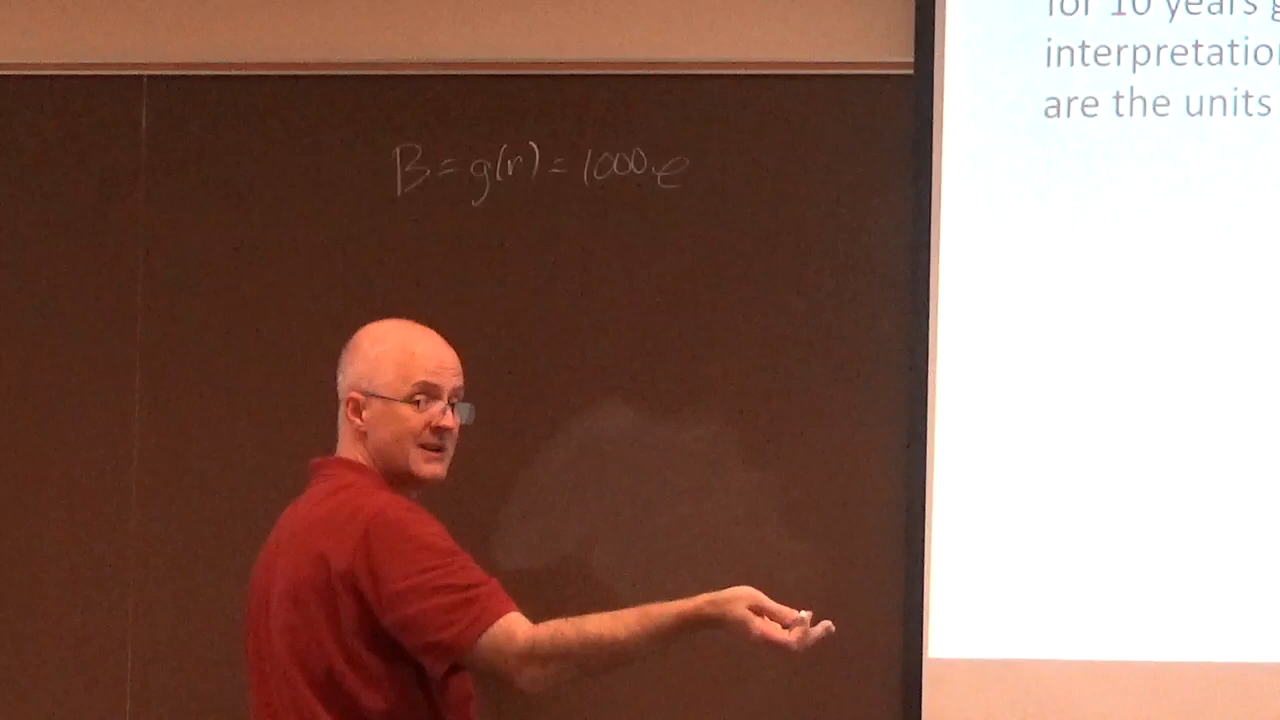 B = g(r) = 1000 e
for 10 years
interpretation
are the units